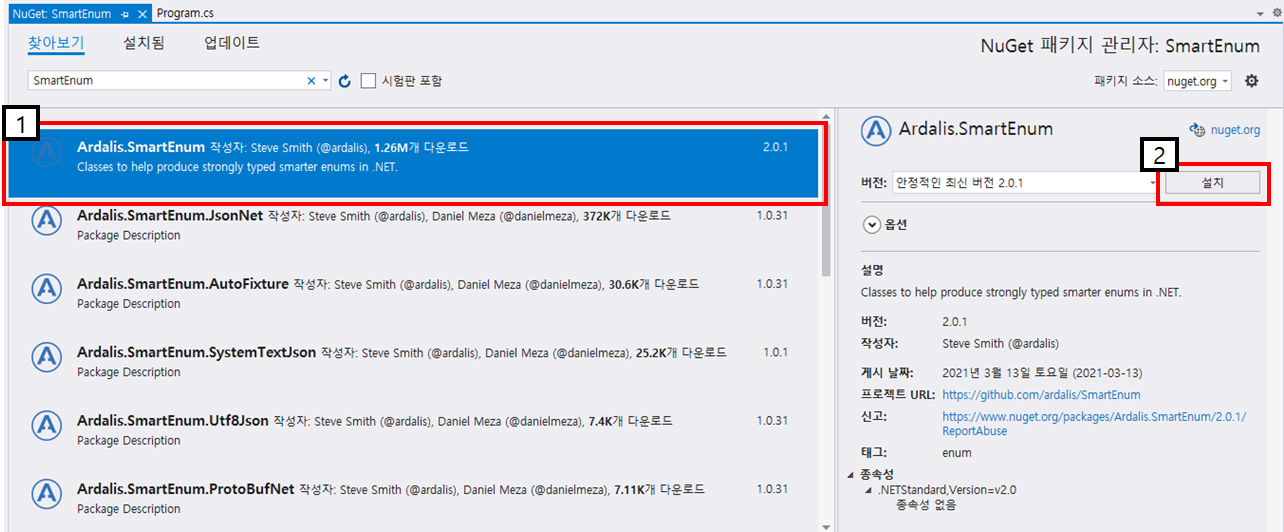 NuGet: SmartEnum
Program.cs
찾아보기 설치됨 업데이트
NuGet 패키지 관리자: SmartEnum
SmartEnum
시험판 포함
패키지 소스: nuget.org
1
Ardalis.SmartEnum 작성자: Steve Smith (@ardalis), 1.26M개 다운로드
2.0.1
Classes to help produce strongly typed smarter enums in .NET.
Ardalis.SmartEnum.JsonNet 작성자: Steve Smith (@ardalis), Daniel Meza (@danielmeza), 372K개 다운로드
1.0.31
Package Description
Ardalis.SmartEnum.AutoFixture 작성자: Steve Smith (@ardalis), Daniel Meza (@danielmeza), 30.6K개 다운로드
1.0.31
Package Description
Ardalis.SmartEnum.SystemTextJson 작성자: Steve Smith (@ardalis), Daniel Meza (@danielmeza), 25.2K개 다운로드
1.0.1
Package Description
Ardalis.SmartEnum.Utf8Json 작성자: Steve Smith (@ardalis), Daniel Meza (@danielmeza), 7.4K개 다운로드
1.0.31
Package Description
Ardalis.SmartEnum.ProtoBufNet 작성자: Steve Smith (@ardalis), Daniel Meza (@danielmeza), 7.11K개 다운로드
1.0.31
Package Description
Ardalis.SmartEnum
nuget.org
2
버전: 안정적인 최신 버전 2.0.1
설치
옵션
설명
Classes to help produce strongly typed smarter enums in .NET.
버전: 2.0.1
작성자: Steve Smith (@ardalis)
게시 날짜: 2021년 3월 13일 토요일 (2021-03-13)
프로젝트 URL: https://github.com/ardalis/SmartEnum
신고: https://www.nuget.org/packages/Ardalis.SmartEnum/2.0.1/
ReportAbuse
태그: enum
종속성
.NETStandard,Version=v2.0
종속성 없음